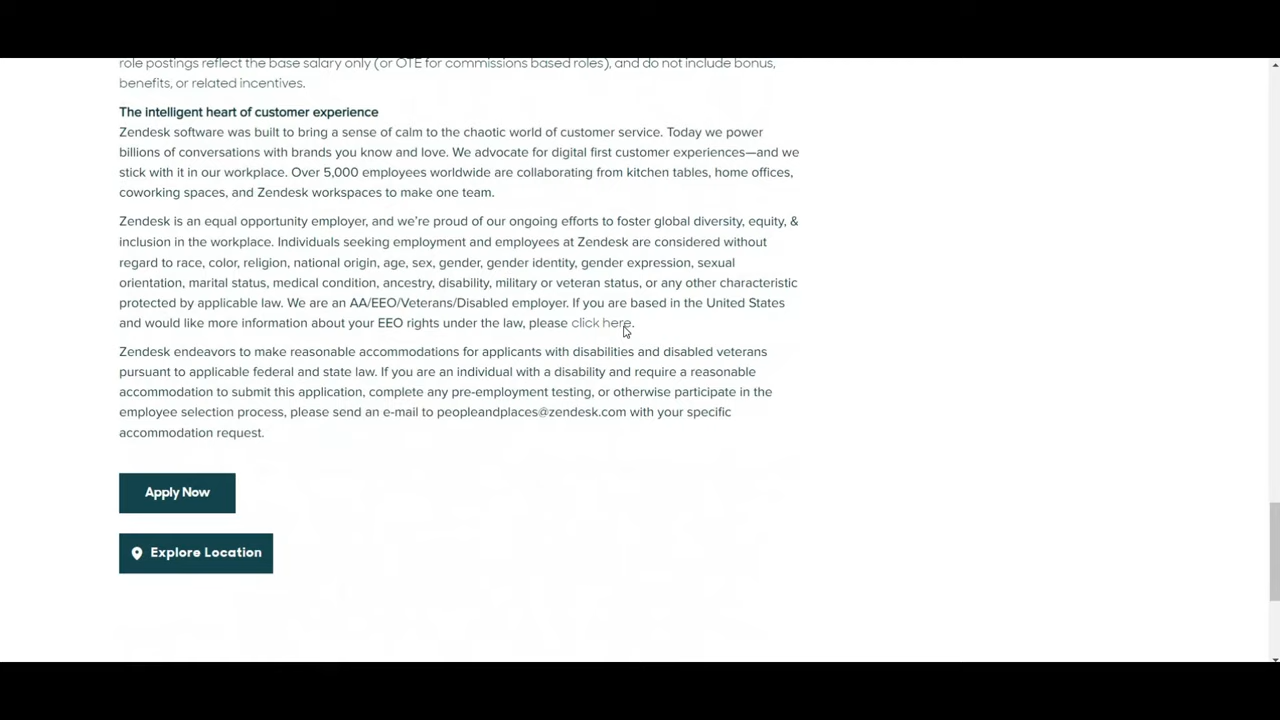 role postings reflect the base salary only (or OTE for commissions based roles), and do not include bonus,
benefits, or related incentives.
The intelligent heart of customer experience
Zendesk software was built to bring a sense of calm to the chaotic world of customer service. Today we power
billions of conversations with brands you know and love. We advocate for digital first customer experiences—and we
stick with it in our workplace. Over 5,000 employees worldwide are collaborating from kitchen tables, home offices,
coworking spaces, and Zendesk workspaces to make one team.
Zendesk is an equal opportunity employer, and we're proud of our ongoing efforts to foster global diversity, equity, &
inclusion in the workplace. Individuals seeking employment and employees at Zendesk are considered without
regard to race, color, religion, national origin, age, sex, gender, gender identity, gender expression, sexual
orientation, marital status, medical condition, ancestry, disability, military or veteran status, or any other characteristic
protected by applicable law. We are an AA/EEO/Veterans/Disabled employer. If you are based in the United States
and would like more information about your EEO rights under the law, please click here.
Zendesk endeavors to make reasonable accommodations for applicants with disabilities and disabled veterans
pursuant to applicable federal and state law. If you are an individual with a disability and require a reasonable
accommodation to submit this application, complete any pre-employment testing, or otherwise participate in the
employee selection process, please send an e-mail to peopleandplaces@zendesk.com with your specific
accommodation request.
Apply Now
Explore Location